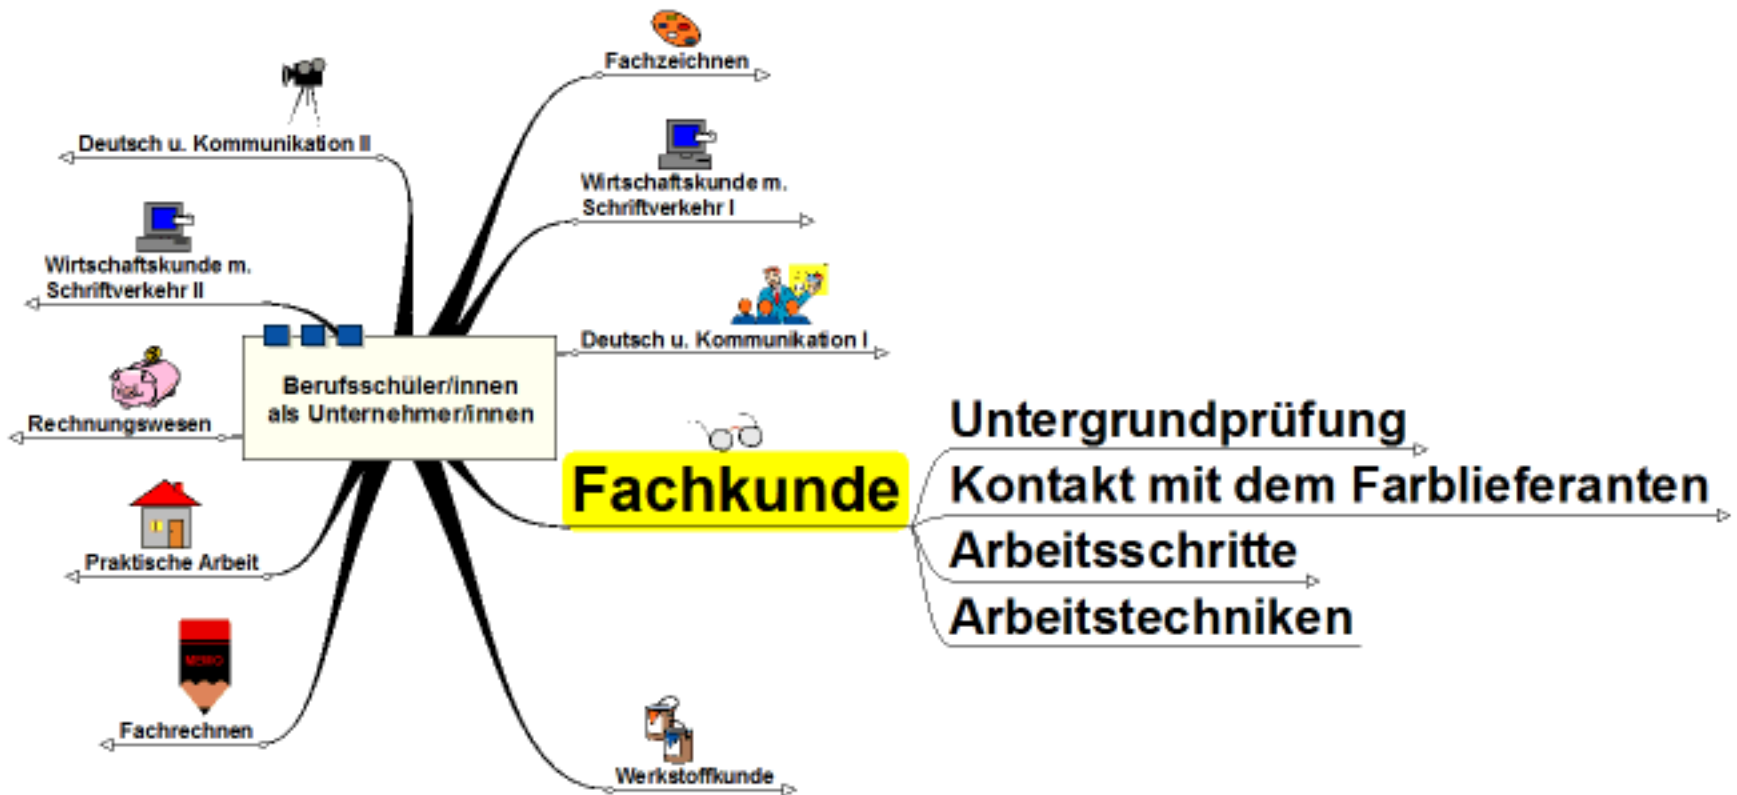 Fachzeichnen
Deutsch u. Kommunikation II
Wirtschaftskunde m.
Schriftverkehr I
Wirtschaftskunde m.
Schriftverkehr II
Deutsch u. Kommunikation I
Berufsschüler/innen
als Unternehmer/innen
Rechnungswesen
Fachkunde
Untergrundprüfung
Kontakt mit dem Farblieferanten
Arbeitsschritte
Arbeitstechniken
Praktische Arbeit
MEMO
Fachrechnen
Werkstoffkunde